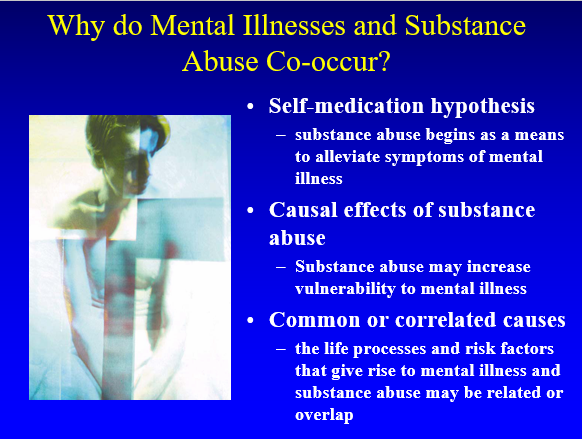 Why do Mental Illnesses and Substance
Abuse Co-occur?
• Self-medication hypothesis
– substance abuse begins as a means
to alleviate symptoms of mental
illness
• Causal effects of substance
abuse
– Substance abuse may increase
vulnerability to mental illness
• Common or correlated causes
– the life processes and risk factors
that give rise to mental illness and
substance abuse may be related or
overlap